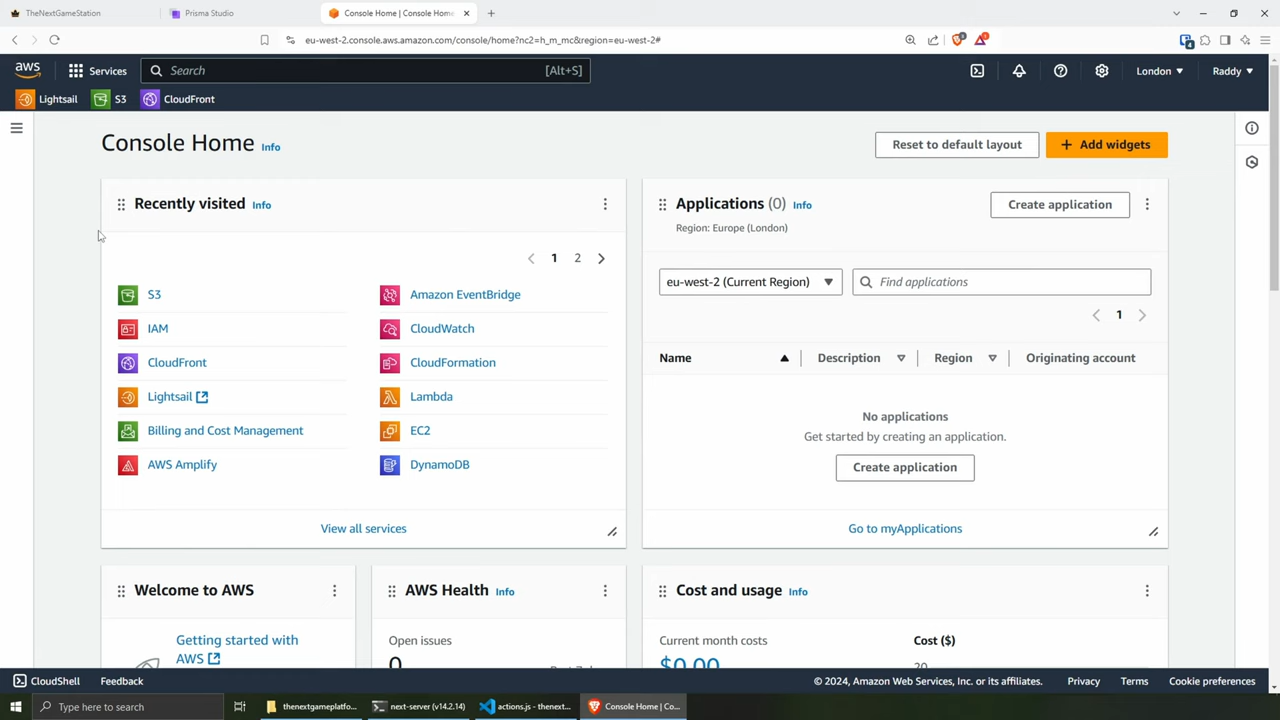 TheNextGameStation
Prisma Studio
Console Home | Console Home
eu-west-2.console.aws.amazon.com/console/home?nc2=h_m_mc&region=eu-west-2#
aws
Services
Search
[Alt+S]
London
Raddy
Lightsail
S3
CloudFront
Console Home
Info
Reset to default layout
+ Add widgets
Recently visited
Info
1
2
S3
IAM
CloudFront
Lightsail
Billing and Cost Management
AWS Amplify
Amazon EventBridge
CloudWatch
CloudFormation
Lambda
EC2
DynamoDB
View all services
Applications (0)
Info
Region: Europe (London)
Create application
eu-west-2 (Current Region)
Find applications
1
Name
Description
Region
Originating account
No applications
Get started by creating an application.
Create application
Go to myApplications
Welcome to AWS
Getting started with
AWS
AWS Health
Info
Open issues
0
Cost and usage
Info
Current month costs
$0.00
Cost ($)
20
CloudShell
Feedback
© 2024, Amazon Web Services, Inc. or its affiliates.
Privacy
Terms
Cookie preferences
Type here to search
thenextgameplatfo...
next-server (v14.2.14)
actions.js - thenext...
Console Home | Co...